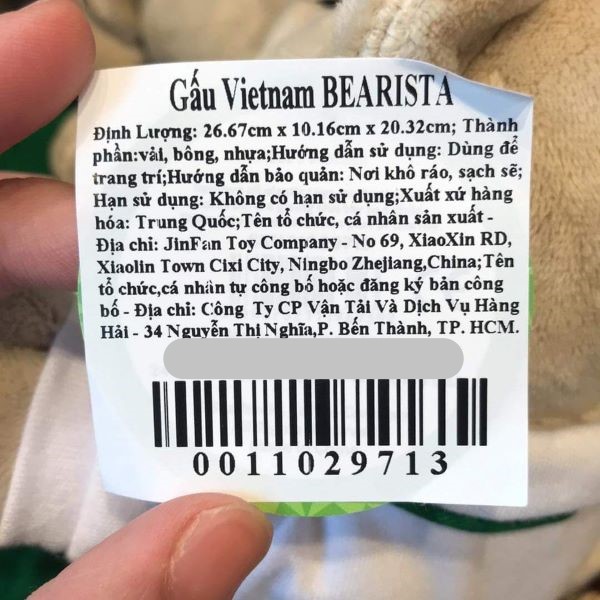 Gấu Vietnam BEARISTA
Định Lượng: 26.67cm x 10.16cm x 20.32cm; Thành
phần:vải, bông, nhựa;Hướng dẫn sử dụng: Dùng để
trang trí;Hướng dẫn bảo quản: Nơi khô ráo, sạch sẽ;
Hạn sử dụng: Không có hạn sử dụng;Xuất xứ hàng
hóa: Trung Quốc;Tên tổ chức, cá nhân sản xuất -
Địa chỉ: JinFan Toy Company - No 69, XiaoXin RD,
Xiaolin Town Cixi City, Ningbo Zhejiang,China;Tên
tổ chức,cá nhân tự công bố hoặc đăng ký bản công
bố - Địa chỉ: Công Ty CP Vận Tải Và Dịch Vụ Hàng
Hải - 34 Nguyễn Thị Nghĩa,P. Bến Thành, TP. HCM.
0011029713